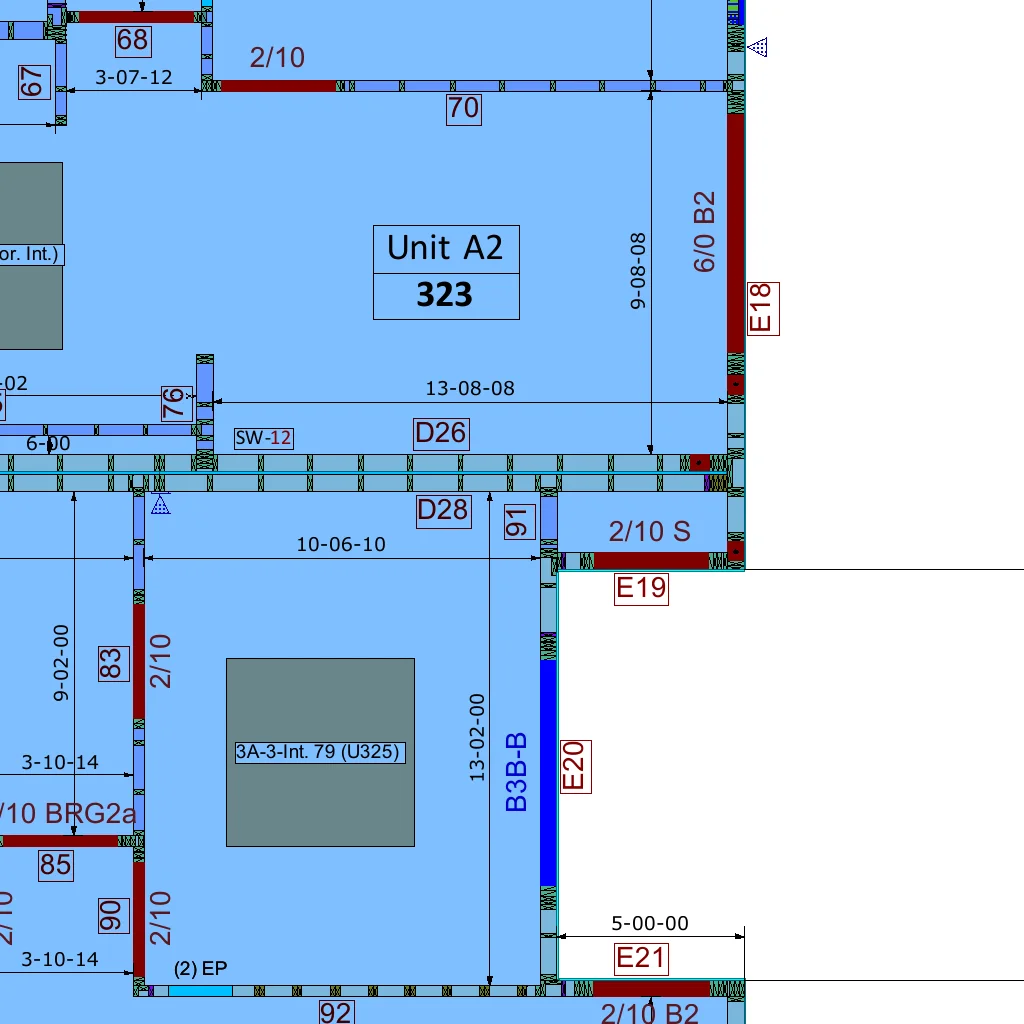 68
67
3-07-12
2/10
70
6/0 B2
or. Int.)
Unit A2
323
9-08-08
E18
-02
76
13-08-08
6-00
SW-12
D26
D28
91
2/10 S
10-06-10
E19
9-02-00
83
2/10
3A-3-Int. 79 (U325)
13-02-00
B3B-B
E20
3-10-14
/10 BRG2a
85
2/10
90
2/10
5-00-00
E21
3-10-14
(2) EP
92
2/10 B2